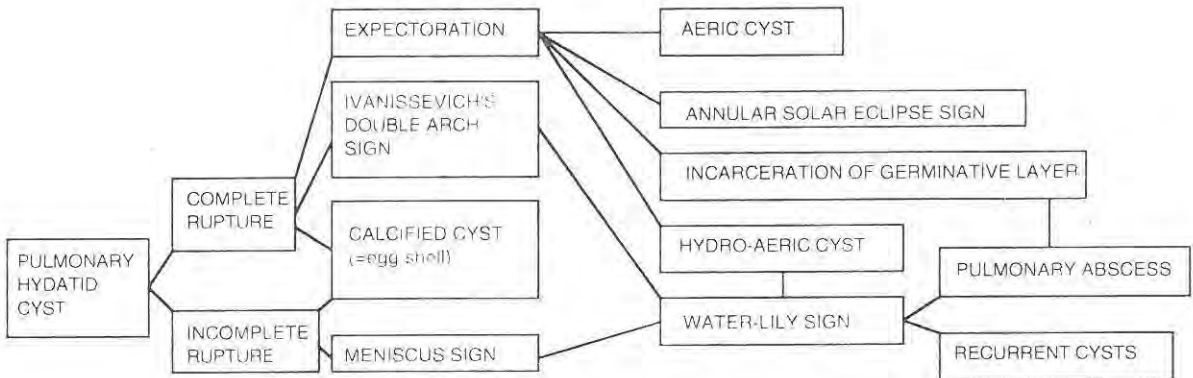 EXPECTORATION
AERIC CYST
IVANISSEVICH'S
DOUBLE ARCH
SIGN
ANNULAR SOLAR ECLIPSE SIGN
INCARCERATION OF GERMINATIVE LAYER
COMPLETE
RUPTURE
CALCIFIED CYST
(=egg shell)
HYDRO-AERIC CYST
PULMONARY
HYDATID
CYST
PULMONARY ABSCESS
INCOMPLETE
RUPTURE
WATER-LILY SIGN
MENISCUS SIGN
RECURRENT CYSTS